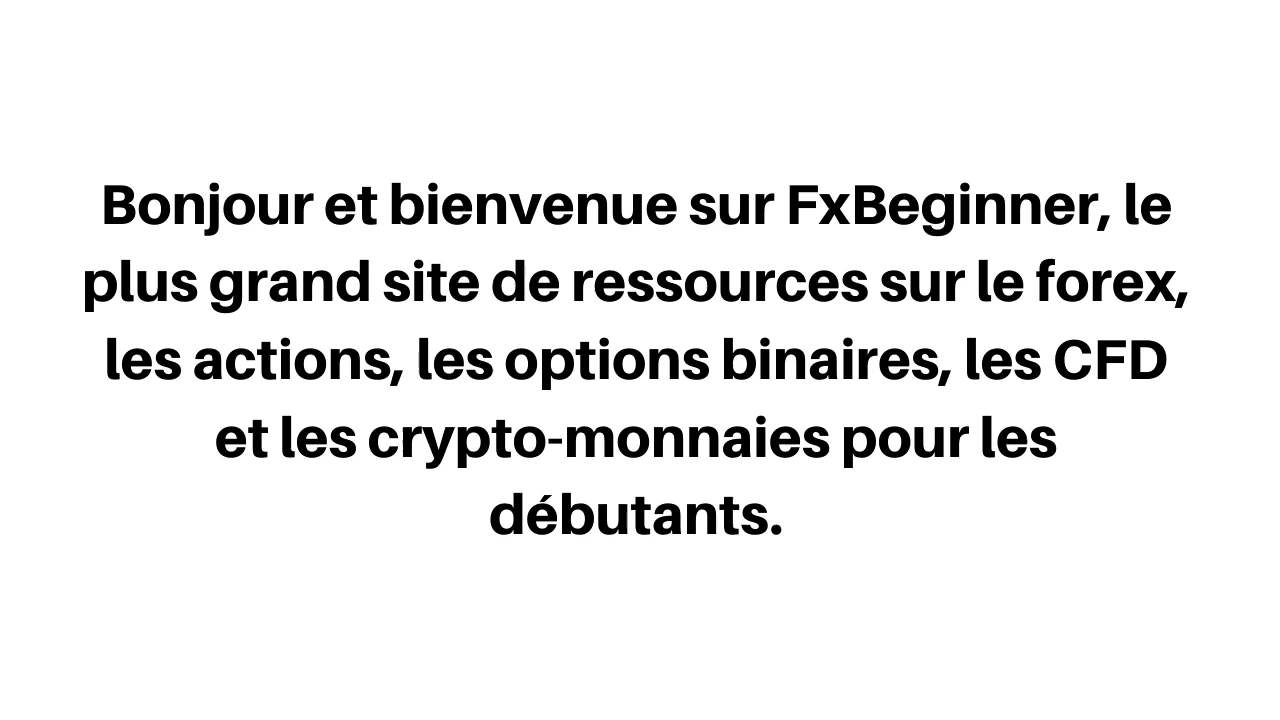 Bonjour et bienvenue sur FxBeginner, le
plus grand site de ressources sur le forex,
les actions, les options binaires, les CFD
et les crypto-monnaies pour les
débutants.